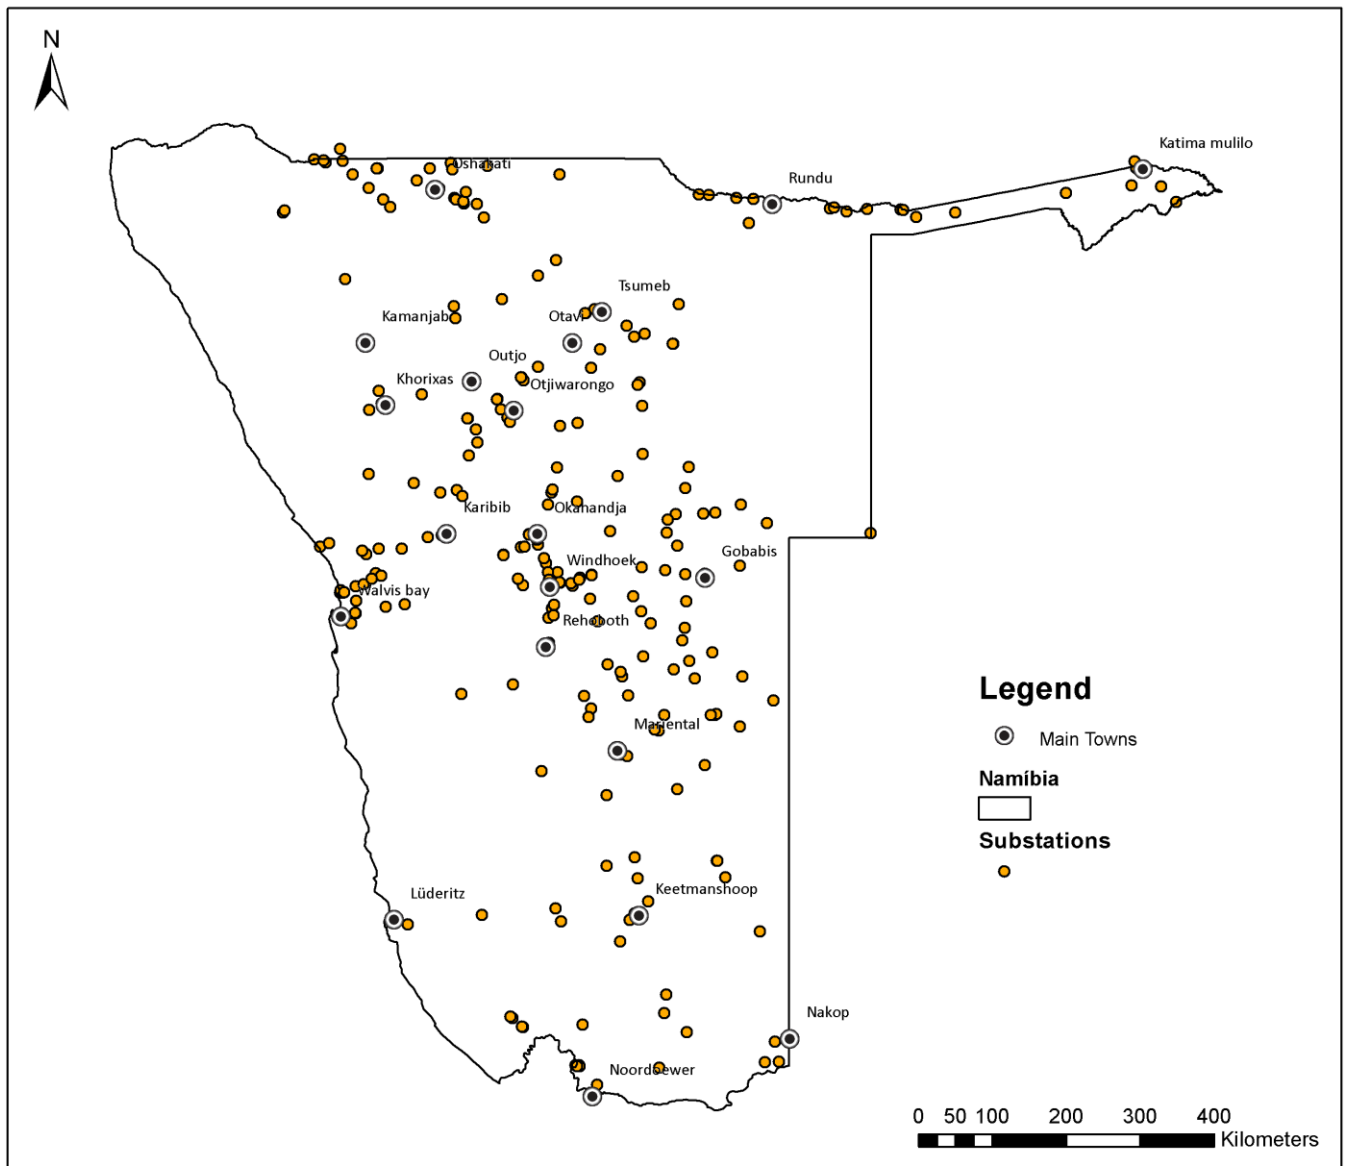 N
Katima mulilo
Oshakati
Rundu
Tsumeb
Kamanjab
Otavi
Outjo
Khorixas
Otjiwarongo
Karibib
Okahandja
Gobabis
Windhoek
Walvis bay
Rehoboth
Legend
Mariental
Main Towns
Namíbia
Substations
Keetmanshoop
Lüderitz
Nakop
Noordoewer
0 50 100 200 300 400
Kilometers